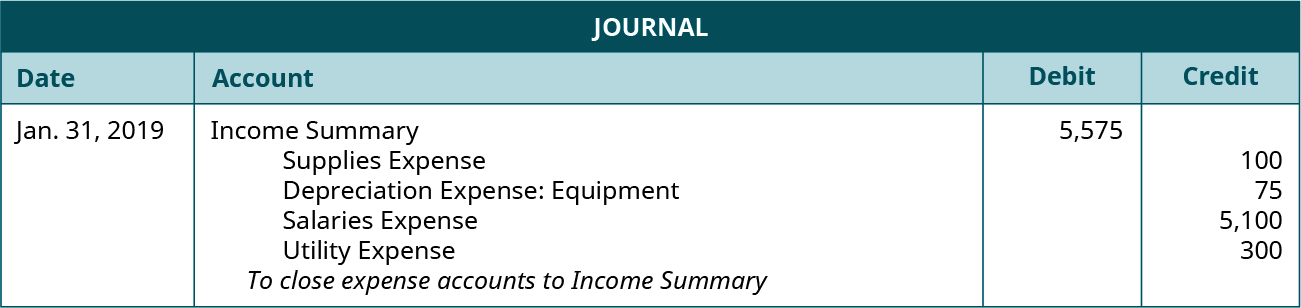 JOURNAL
Date Account Debit Credit
Jan. 31, 2019 Income Summary 5,575
Supplies Expense 100
Depreciation Expense: Equipment 75
Salaries Expense 5,100
Utility Expense 300
To close expense accounts to Income Summary